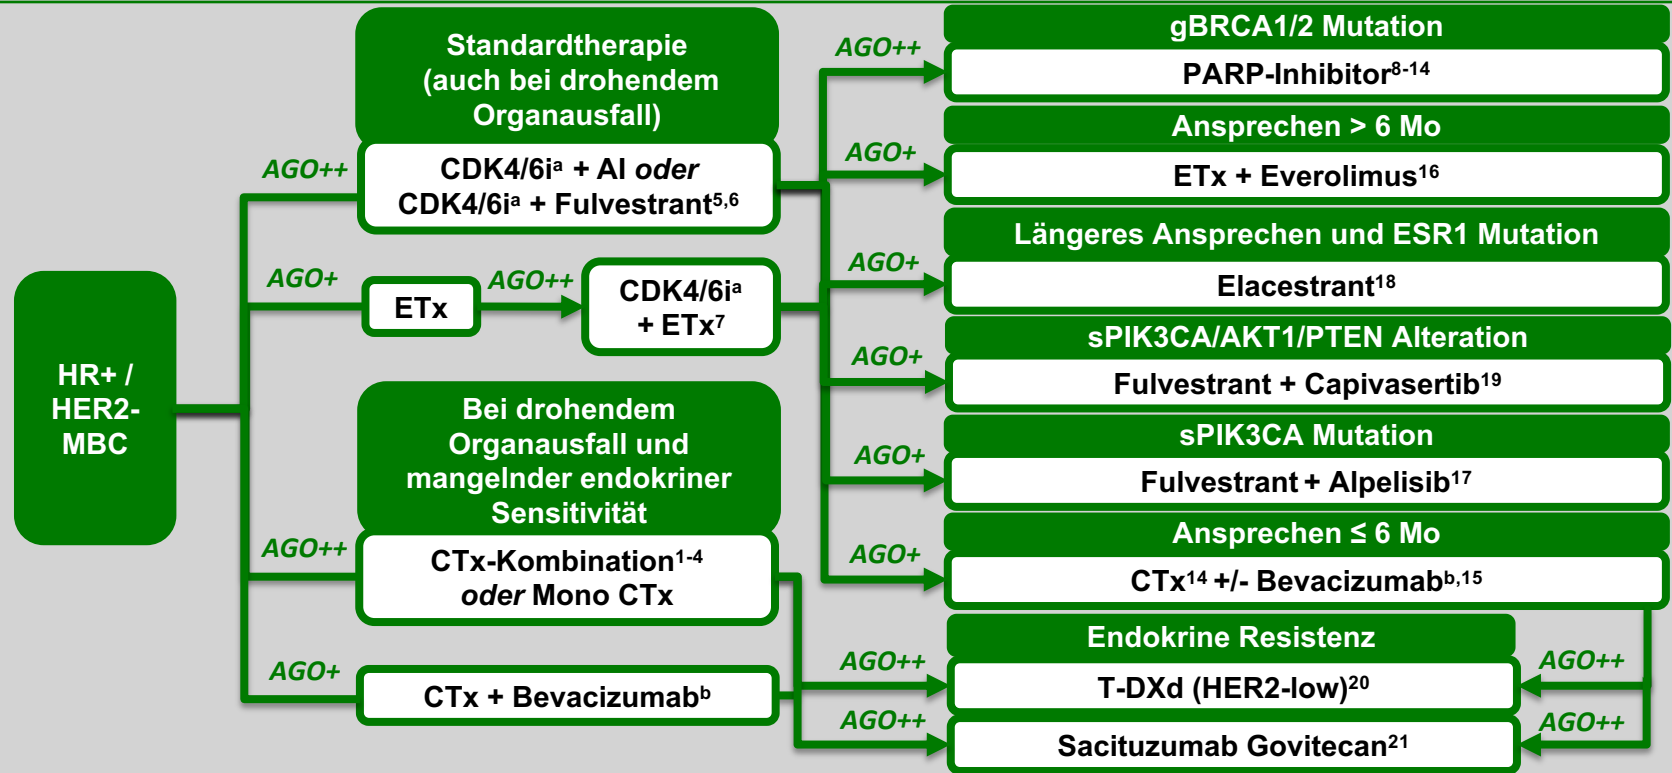 HR+ /
HER2-
MBC
AGO++
Standardtherapie
(auch bei drohendem
Organausfall)
CDK4/6iᵃ + AI oder
CDK4/6iᵃ + Fulvestrant⁵,⁶
AGO+
ETx
AGO++
CDK4/6iᵃ
+ ETx⁷
AGO++
Bei drohendem
Organausfall und
mangelnder endokriner
Sensitivität
CTx-Kombination¹⁻⁴
oder Mono CTx
AGO+
CTx + Bevacizumabᵇ
AGO++
gBRCA1/2 Mutation
PARP-Inhibitor⁸⁻¹⁴
AGO+
Ansprechen > 6 Mo
ETx + Everolimus¹⁶
AGO+
Längeres Ansprechen und ESR1 Mutation
Elacestrant¹⁸
AGO+
sPIK3CA/AKT1/PTEN Alteration
Fulvestrant + Capivasertib¹⁹
AGO+
sPIK3CA Mutation
Fulvestrant + Alpelisib¹⁷
AGO+
Ansprechen ≤ 6 Mo
CTx¹⁴ +/- Bevacizumabᵇ,¹⁵
Endokrine Resistenz
AGO++
T-DXd (HER2-low)²⁰
AGO++
AGO++
Sacituzumab Govitecan²¹
AGO++